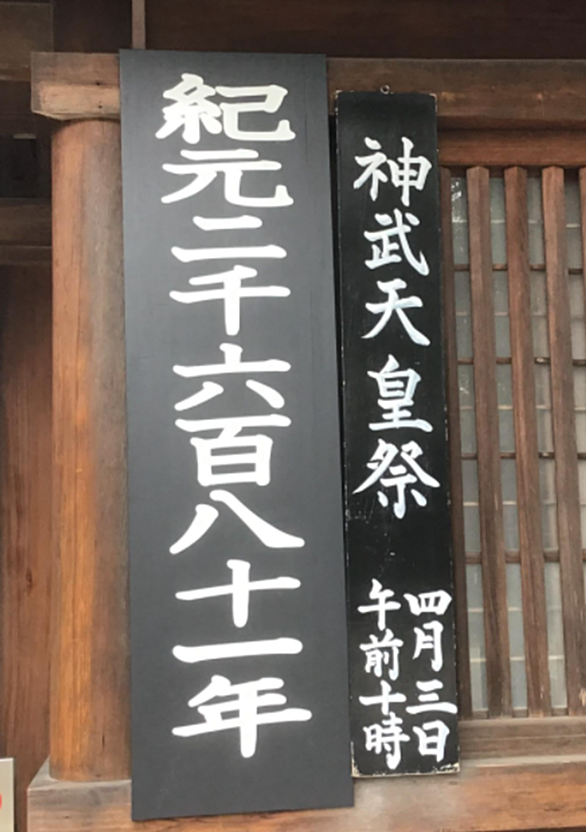 紀元二千六百八十一年
神武天皇祭
四月三日
午前十時